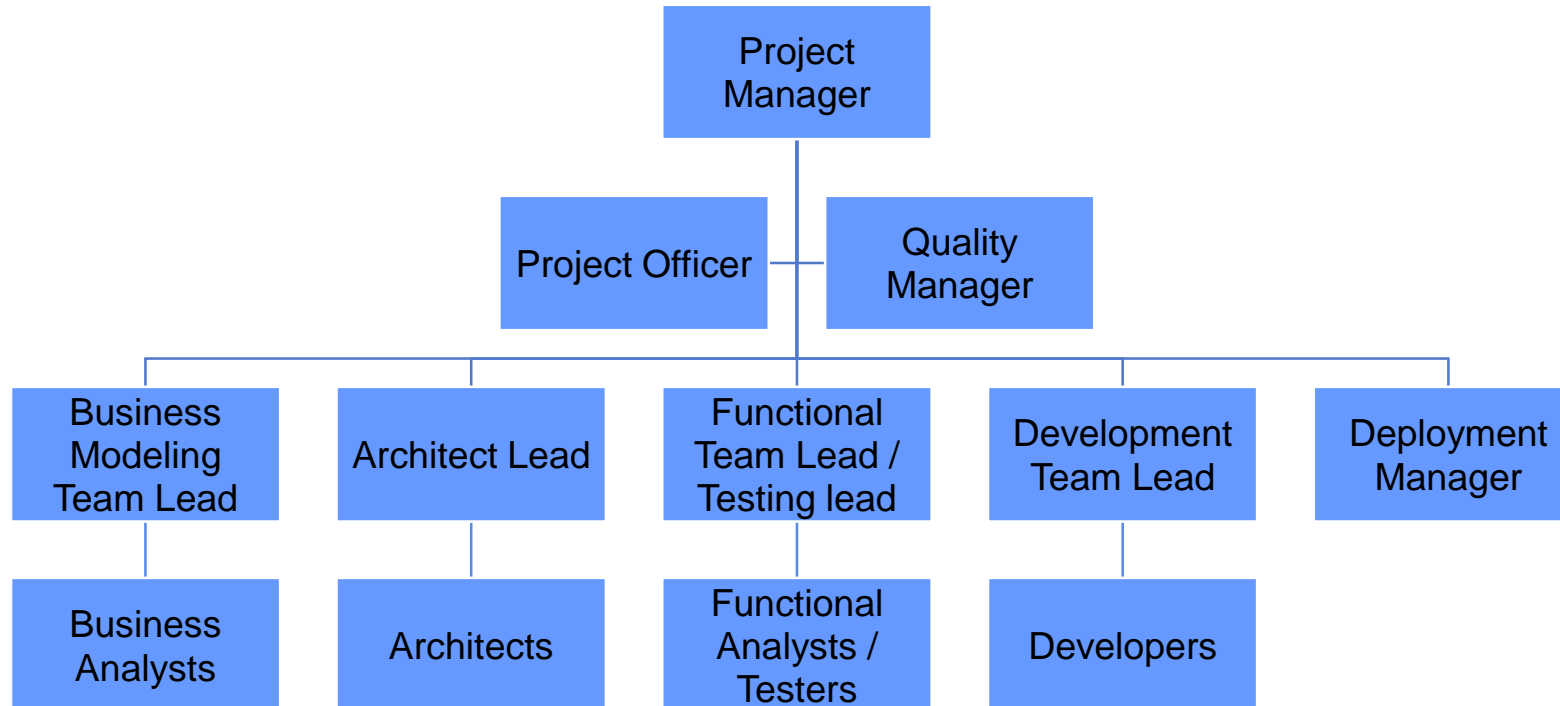 Project
Manager
Project Officer
Quality
Manager
Business
Modeling
Team Lead
Architect Lead
Functional
Team Lead /
Testing lead
Development
Team Lead
Deployment
Manager
Business
Analysts
Architects
Functional
Analysts /
Testers
Developers